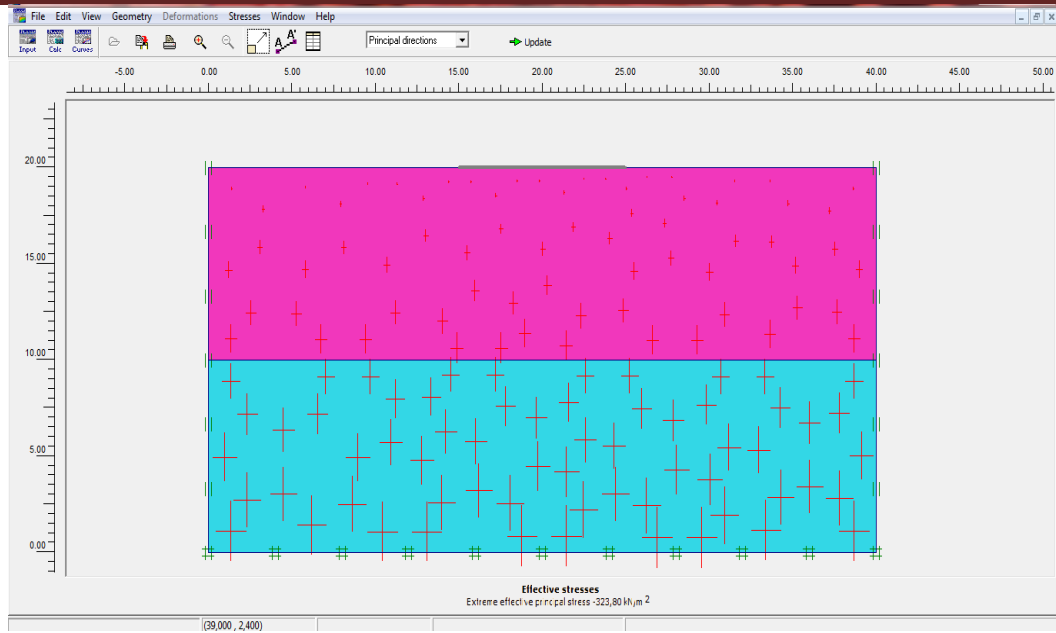 File Edit View Geometry Deformations Stresses Window Help
Input Calc Curves A A' Principal directions Update
-5.00 0.00 5.00 10.00 15.00 20.00 25.00 30.00 35.00 40.00 45.00 50.00
20.00
15.00
10.00
5.00
0.00
Effective stresses
Extreme effective principal stress -323,80 kN/m 2
(39,000 , 2,400)